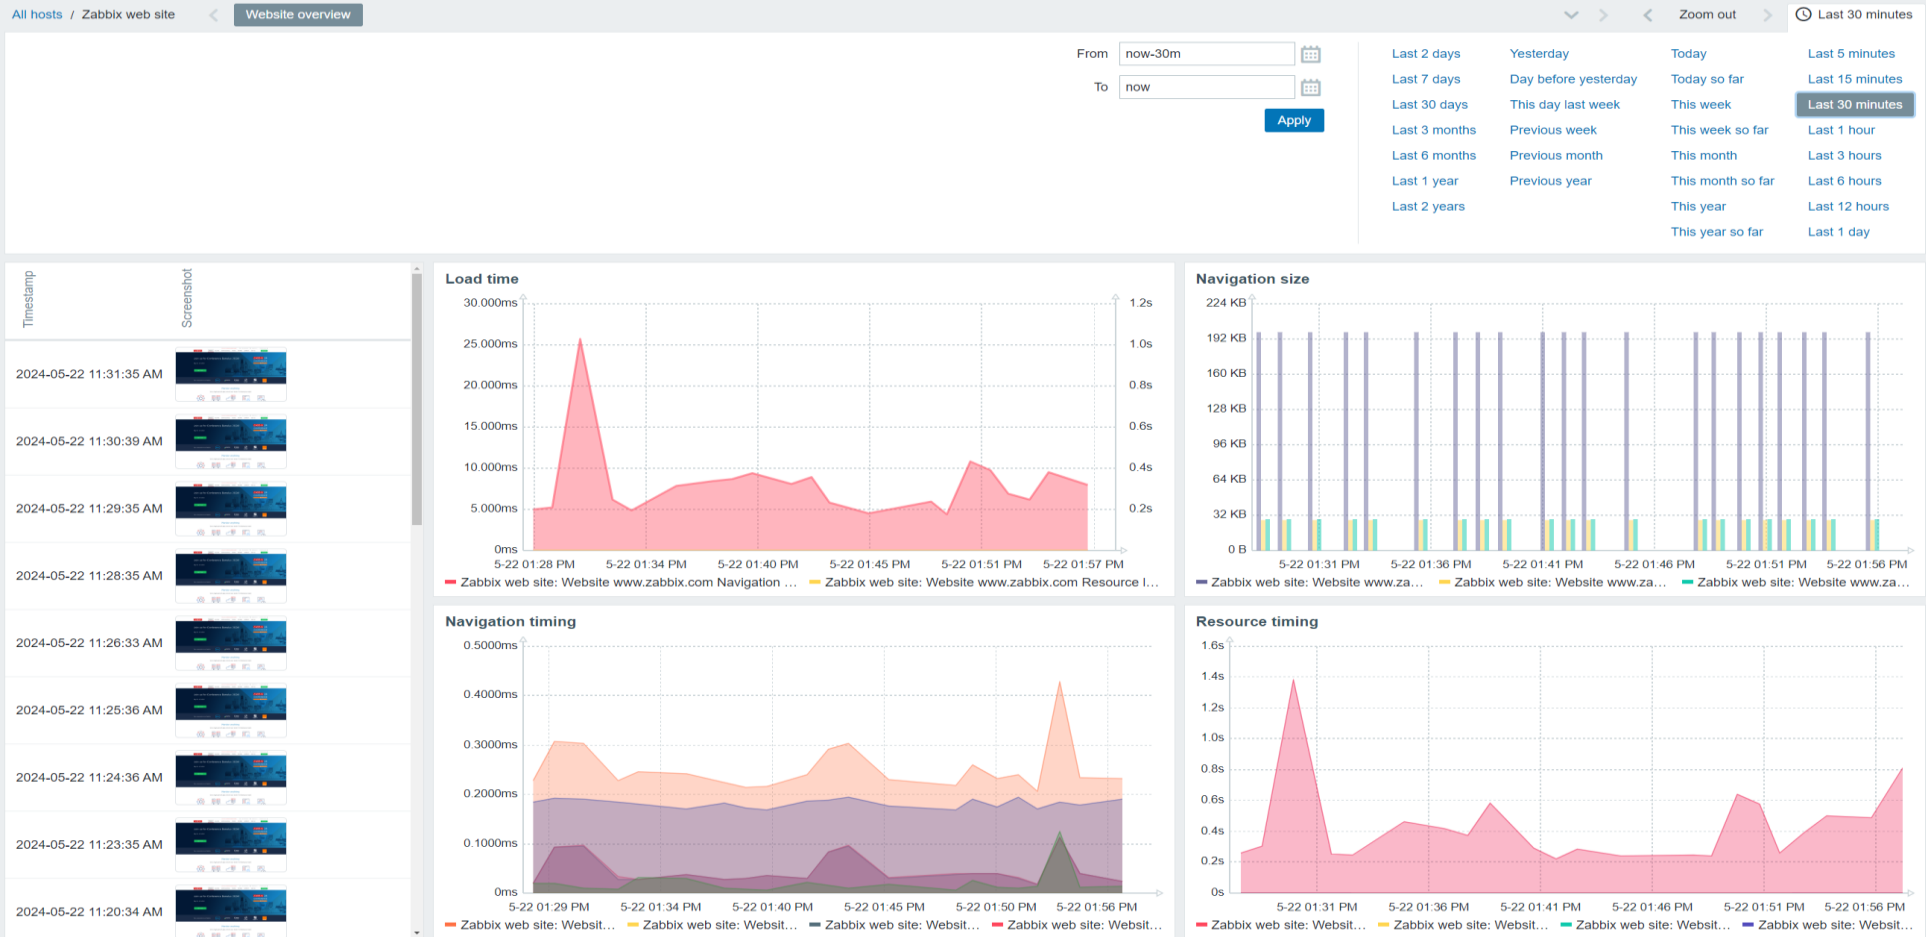 All hosts / Zabbix web site
Website overview
Zoom out
Last 30 minutes
From now-30m
To now
Apply
Last 2 days Yesterday Today Last 5 minutes
Last 7 days Day before yesterday Today so far Last 15 minutes
Last 30 days This day last week This week Last 30 minutes
Last 3 months Previous week This week so far Last 1 hour
Last 6 months Previous month This month Last 3 hours
Last 1 year Previous year This month so far Last 6 hours
Last 2 years This year Last 12 hours
This year so far Last 1 day
Timestamp Screenshot
2024-05-22 11:31:35 AM
2024-05-22 11:30:39 AM
2024-05-22 11:29:35 AM
2024-05-22 11:28:35 AM
2024-05-22 11:26:33 AM
2024-05-22 11:25:36 AM
2024-05-22 11:24:36 AM
2024-05-22 11:23:35 AM
2024-05-22 11:20:34 AM
Load time
30.000ms 1.2s
25.000ms 1.0s
20.000ms 0.8s
15.000ms 0.6s
10.000ms 0.4s
5.000ms 0.2s
0ms
5-22 01:28 PM 5-22 01:34 PM 5-22 01:40 PM 5-22 01:45 PM 5-22 01:51 PM 5-22 01:57 PM
Zabbix web site: Website www.zabbix.com Navigation ... Zabbix web site: Website www.zabbix.com Resource l...
Navigation size
224 KB
192 KB
160 KB
128 KB
96 KB
64 KB
32 KB
0 B
5-22 01:31 PM 5-22 01:36 PM 5-22 01:41 PM 5-22 01:46 PM 5-22 01:51 PM 5-22 01:56 PM
Zabbix web site: Website www.za... Zabbix web site: Website www.za... Zabbix web site: Website www.za...
Navigation timing
0.5000ms
0.4000ms
0.3000ms
0.2000ms
0.1000ms
0ms
5-22 01:29 PM 5-22 01:34 PM 5-22 01:40 PM 5-22 01:45 PM 5-22 01:50 PM 5-22 01:56 PM
Zabbix web site: Websit... Zabbix web site: Websit... Zabbix web site: Websit... Zabbix web site: Websit...
Resource timing
1.6s
1.4s
1.2s
1.0s
0.8s
0.6s
0.4s
0.2s
0s
5-22 01:31 PM 5-22 01:36 PM 5-22 01:41 PM 5-22 01:46 PM 5-22 01:51 PM 5-22 01:56 PM
Zabbix web site: Websit... Zabbix web site: Websit... Zabbix web site: Websit... Zabbix web site: Websit...